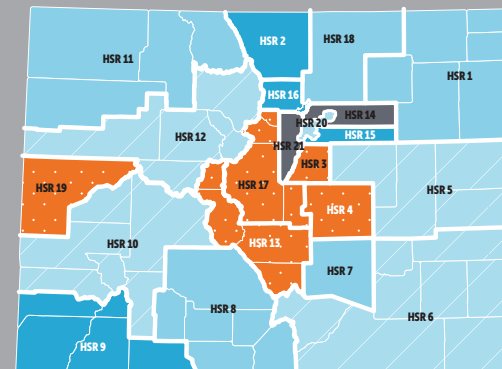 HSR 2
HSR 18
HSR 11
HSR 1
HSR 16
HSR 14
HSR 20
HSR 15
HSR 12
HSR 21
HSR 3
HSR 19
HSR 17
HSR 5
HSR 4
HSR 10
HSR 13
HSR 7
HSR 8
HSR 6
HSR 9